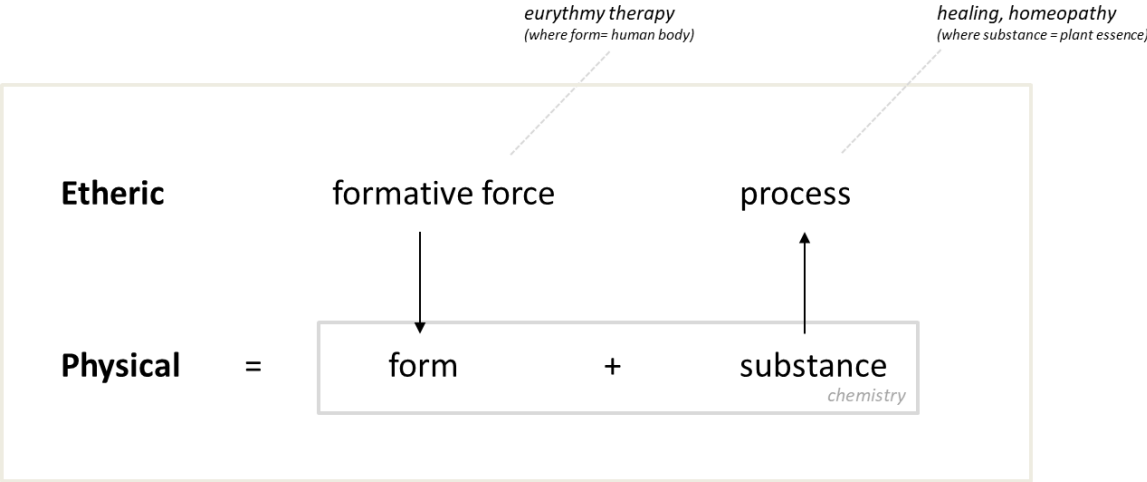 eurythmy therapy
(where form= human body)
healing, homeopathy
(where substance = plant essence)
Etheric formative force process
Physical = form + substance
chemistry